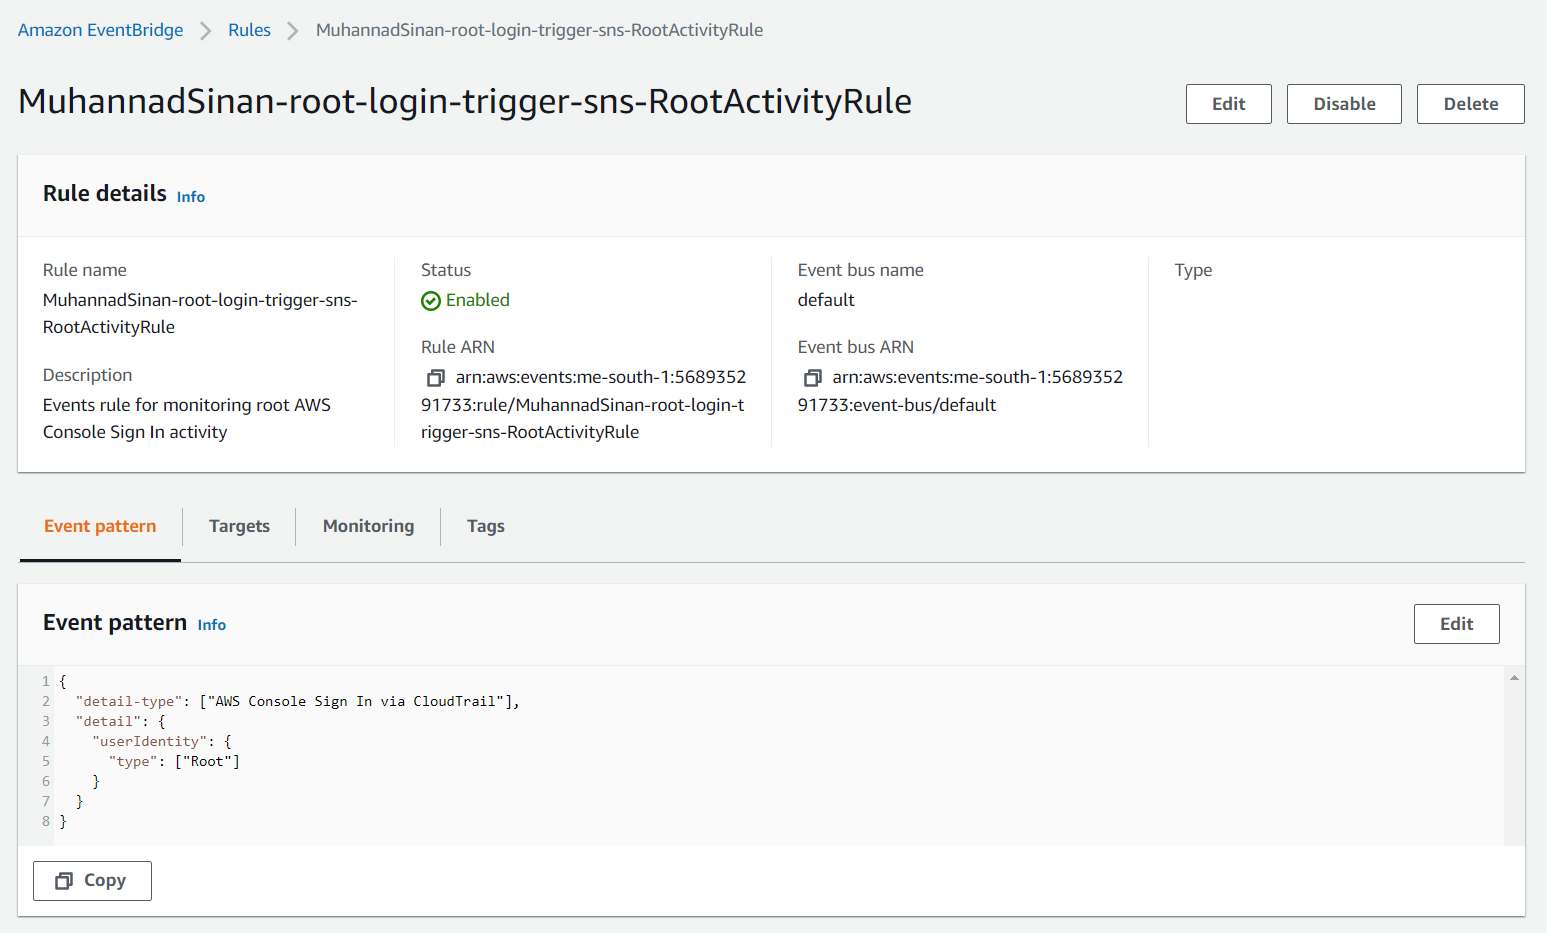 Amazon EventBridge > Rules > MuhannadSinan-root-login-trigger-sns-RootActivityRule
MuhannadSinan-root-login-trigger-sns-RootActivityRule
Edit
Disable
Delete
Rule details Info
Rule name
MuhannadSinan-root-login-trigger-sns-
RootActivityRule
Description
Events rule for monitoring root AWS
Console Sign In activity
Status
Enabled
Rule ARN
arn:aws:events:me-south-1:5689352
91733:rule/MuhannadSinan-root-login-t
rigger-sns-RootActivityRule
Event bus name
default
Event bus ARN
arn:aws:events:me-south-1:5689352
91733:event-bus/default
Type
Event pattern
Targets
Monitoring
Tags
Event pattern Info
Edit
1 {
2   "detail-type": ["AWS Console Sign In via CloudTrail"],
3   "detail": {
4     "userIdentity": {
5       "type": ["Root"]
6     }
7   }
8 }
Copy